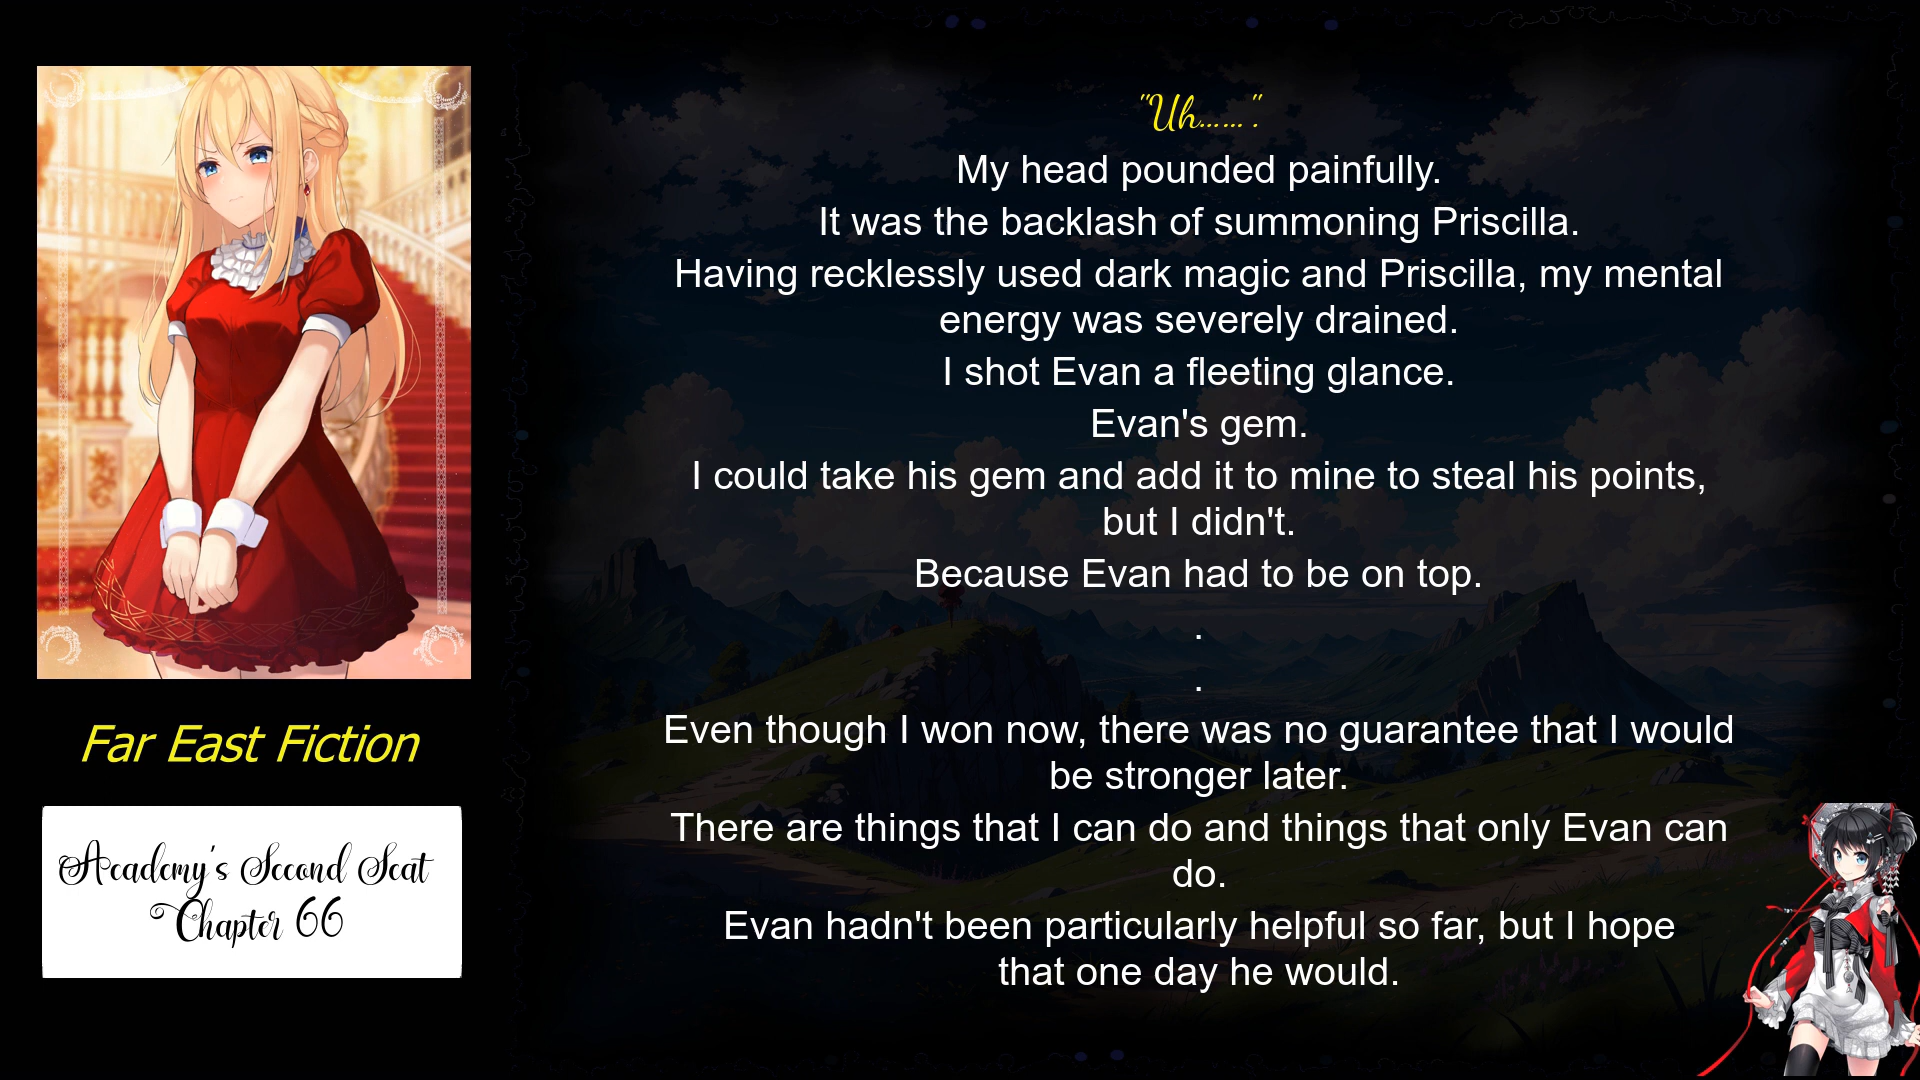 "Uh……".
My head pounded painfully.
It was the backlash of summoning Priscilla.
Having recklessly used dark magic and Priscilla, my mental
energy was severely drained.
I shot Evan a fleeting glance.
Evan's gem.
I could take his gem and add it to mine to steal his points,
but I didn't.
Because Evan had to be on top.
.
.
Even though I won now, there was no guarantee that I would
be stronger later.
There are things that I can do and things that only Evan can
do.
Evan hadn't been particularly helpful so far, but I hope
that one day he would.
Far East Fiction
Academy's Second Seat
Chapter 66